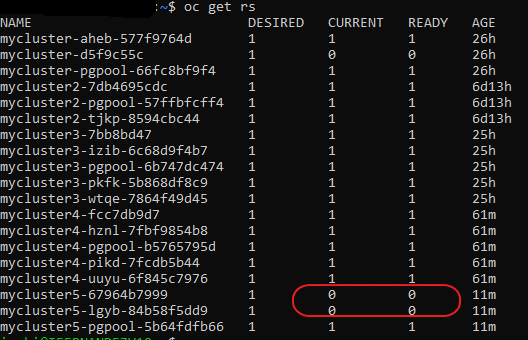 :~$ oc get rs
NAME DESIRED CURRENT READY AGE
mycluster-aheb-577f9764d 1 1 1 26h
mycluster-d5f9c55c 1 0 0 26h
mycluster-pgpool-66fc8bf9f4 1 1 1 26h
mycluster2-7db4695cdc 1 1 1 6d13h
mycluster2-pgpool-57ffbfcff4 1 1 1 6d13h
mycluster2-tjkp-8594cbc44 1 1 1 6d13h
mycluster3-7bb8bd47 1 1 1 25h
mycluster3-izib-6c68d9f4b7 1 1 1 25h
mycluster3-pgpool-6b747dc474 1 1 1 25h
mycluster3-pkfk-5b868df8c9 1 1 1 25h
mycluster3-wtqe-7864f49d45 1 1 1 25h
mycluster4-fcc7db9d7 1 1 1 61m
mycluster4-hznl-7fbf9854b8 1 1 1 61m
mycluster4-pgpool-b5765795d 1 1 1 61m
mycluster4-pikd-7fcdb5b44 1 1 1 61m
mycluster4-uuyu-6f845c7976 1 1 1 61m
mycluster5-67964b7999 1 0 0 11m
mycluster5-lgyb-84b58f5dd9 1 0 0 11m
mycluster5-pgpool-5b64fdfb66 1 1 1 11m